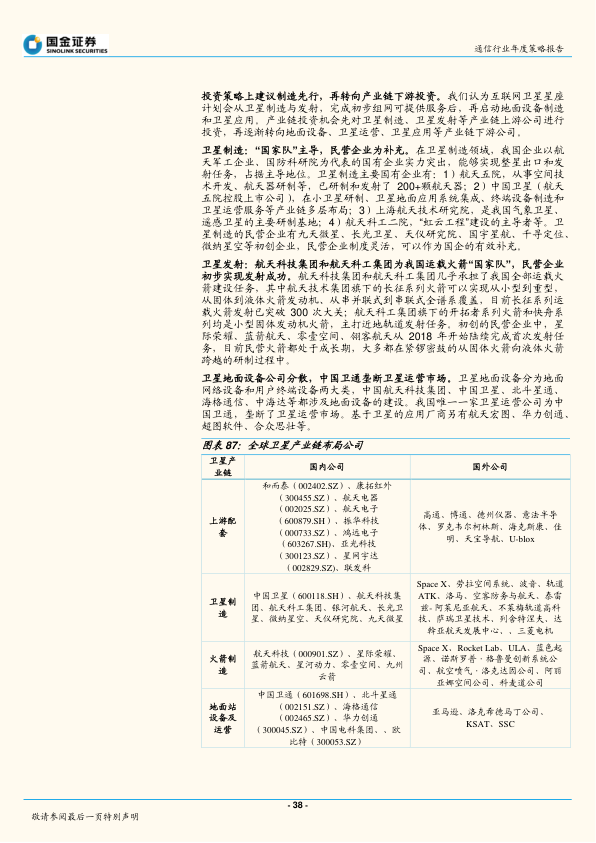 国金证券
SINOLINK SECURITIES
通信行业年度策略报告
投资策略上建议制造先行，再转向产业链下游投资。我们认为互联网卫星星座
计划会从卫星制造与发射，完成初步组网可提供服务后，再启动地面设备制造
和卫星应用。产业链投资机会先对卫星制造、卫星发射等产业链上游公司进行
投资，再逐渐转向地面设备、卫星运营、卫星应用等产业链下游公司。
卫星制造：“国家队”主导，民营企业为补充。在卫星制造领域，我国企业以航
天军工企业、国防科研院为代表的国有企业实力突出，能够实现整星出口和发
射任务，占据主导地位。卫星制造主要国有企业有：1）航天五院，从事空间技
术开发、航天器研制等，已研制和发射了 200+颗航天器；2）中国卫星（航天
五院控股上市公司），在小卫星研制、卫星地面应用系统集成、终端设备制造和
卫星运营服务等产业链多层布局；3）上海航天技术研究院，是我国气象卫星、
遥感卫星的主要研制基地；4）航天科工二院，“虹云工程”建设的主导者等。卫
星制造的民营企业有九天微星、长光卫星、天仪研究院、国宇星航、千寻定位、
微纳星空等初创企业，民营企业制度灵活，可以作为国企的有效补充。
卫星发射：航天科技集团和航天科工集团为我国运载火箭“国家队”，民营企业
初步实现发射成功。航天科技集团和航天科工集团几乎承担了我国全部运载火
箭建设任务，其中航天技术集团旗下的长征系列火箭可以实现从小型到重型，
从固体到液体火箭发动机、从串并联式到串联式全谱系覆盖，目前长征系列运
载火箭发射已突破 300 次大关；航天科工集团旗下的开拓者系列火箭和快舟系
列均是小型固体发动机火箭，主打近地轨道发射任务。初创的民营企业中，星
际荣耀、蓝箭航天、零壹空间、翎客航天从 2018 年开始陆续完成首次发射任
务，目前民营火箭都处于成长期，大多都在紧锣密鼓的从固体火箭向液体火箭
跨越的研制过程中。
卫星地面设备公司分散，中国卫通垄断卫星运营市场。卫星地面设备分为地面
网络设备和用户终端设备两大类，中国航天科技集团、中国卫星、北斗星通、
海格通信、中海达等都涉及地面设备的建设。我国唯一一家卫星运营公司为中
国卫通，垄断了卫星运营市场。基于卫星的应用厂商另有航天宏图、华力创通、
超图软件、合众思壮等。
图表 87：全球卫星产业链布局公司
卫星产
业链
国内公司
国外公司
上游配
套
和而泰（002402.SZ）、康拓红外
（300455.SZ）、航天电器
（002025.SZ）、航天电子
（600879.SH）、振华科技
（000733.SZ）、鸿远电子
（603267.SH）、亚光科技
（300123.SZ）、星网宇达
（002829.SZ)、联发科
高通、博通、德州仪器、意法半导
体、罗克韦尔柯林斯、海克斯康、佳
明、天宝导航、U-blox
卫星制
造
中国卫星（600118.SH）、航天科技集
团、航天科工集团、银河航天、长光卫
星、微纳星空、天仪研究院、九天微星
Space X、劳拉空间系统、波音、轨道
ATK、洛马、空客防务与航天、泰雷
兹-阿莱尼亚航天、不莱梅轨道高科
技、萨瑞卫星技术、列舍特涅夫、达
幹亚航天发展中心、、三菱电机
火箭制
造
航天科技（000901.SZ）、星际荣耀、
蓝箭航天、星河动力、零壹空间、九州
云箭
Space X、Rocket Lab、ULA、蓝色起
源、诺斯罗普·格鲁曼创新系统公
司、航空喷气·洛克达因公司、阿丽
亚娜空间公司、科麦道公司
地面站
设备及
运营
中国卫通（601698.SH）、北斗星通
（002151.SZ）、海格通信
（002465.SZ）、华力创通
（300045.SZ）、中国电科集团、、欧
比特（300053.SZ）
亚马逊、洛克希德马丁公司、
KSAT、SSC
- 38 -
敬请参阅最后一页特别声明